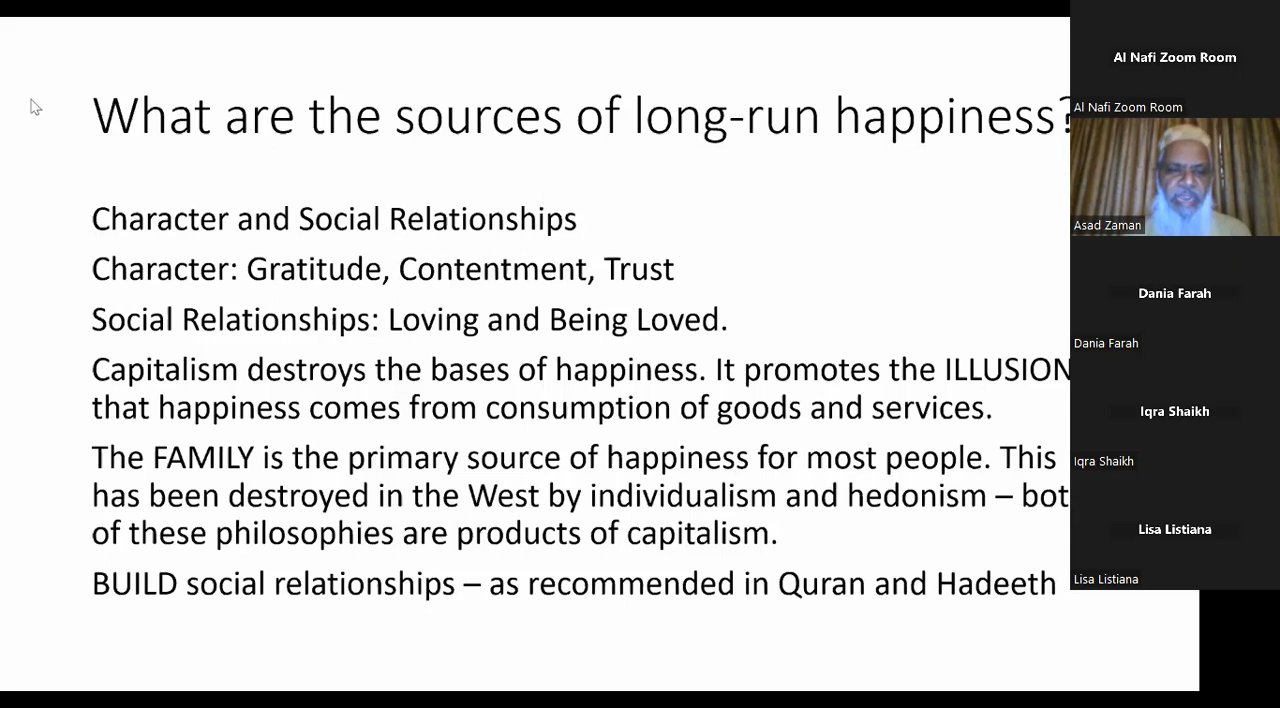 What are the sources of long-run happiness?
Character and Social Relationships
Character: Gratitude, Contentment, Trust
Social Relationships: Loving and Being Loved.
Capitalism destroys the bases of happiness. It promotes the ILLUSION
that happiness comes from consumption of goods and services.
The FAMILY is the primary source of happiness for most people. This
has been destroyed in the West by individualism and hedonism – bot
of these philosophies are products of capitalism.
BUILD social relationships – as recommended in Quran and Hadeeth
Al Nafi Zoom Room
Al Nafi Zoom Room
Asad Zaman
Dania Farah
Dania Farah
Iqra Shaikh
Iqra Shaikh
Lisa Listiana
Lisa Listiana